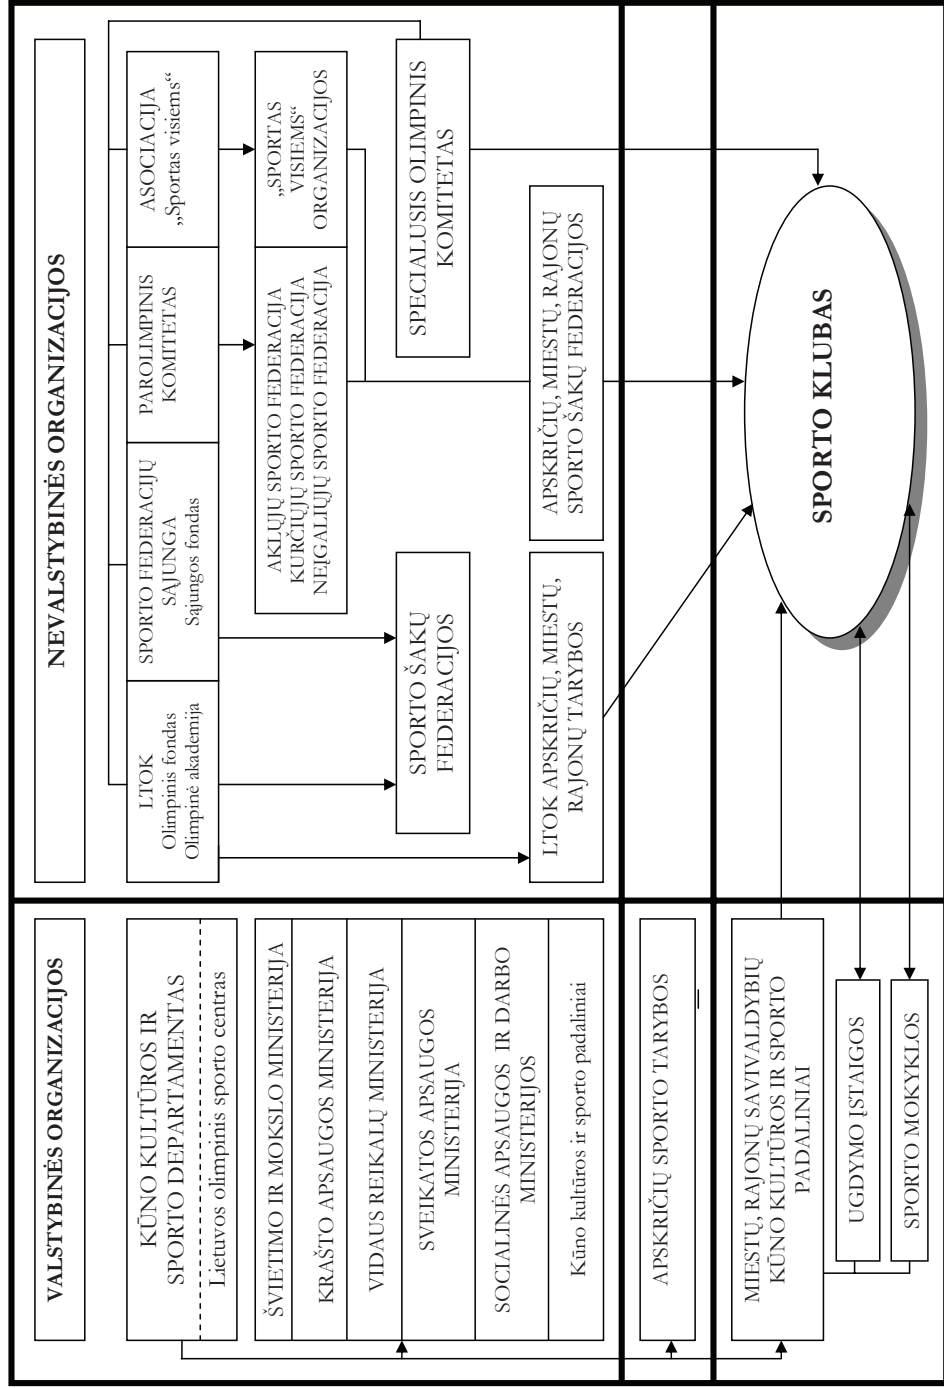 VALSTYBINĖS ORGANIZACIJOS
KŪNO KULTŪROS IR
SPORTO DEPARTAMENTAS
Lietuvos olimpinis sporto centras
ŠVIETIMO IR MOKSLO MINISTERIJA
KRAŠTO APSAUGOS MINISTERIJA
VIDAUS REIKALŲ MINISTERIJA
SVEIKATOS APSAUGOS
MINISTERIJA
SOCIALINĖS APSAUGOS IR DARBO
MINISTERIJOS
Kūno kultūros ir sporto padaliniai
APSKRIČIŲ SPORTO TARYBOS
MIESTŲ, RAJONŲ SAVIVALDYBIŲ
KŪNO KULTŪROS IR SPORTO
PADALINIAI
UGDYMO ĮSTAIGOS
SPORTO MOKYKLOS
NEVALSTYBINĖS ORGANIZACIJOS
LTOK
Olimpinis fondas
Olimpinė akademija
SPORTO FEDERACIJŲ
SĄJUNGA
Sąjungos fondas
PAROLIMPINIS
KOMITETAS
ASOCIACIJA
„Sportas visiems“
AKLŲJŲ SPORTO FEDERACIJA
KURČIŲJŲ SPORTO FEDERACIJA
NEĮGALIŲJŲ SPORTO FEDERACIJA
„SPORTAS
VISIEMS“
ORGANIZACIJOS
SPORTO ŠAKŲ
FEDERACIJOS
SPECIALUSIS OLIMPINIS
KOMITETAS
LTOK APSKRIČIŲ, MIESTŲ,
RAJONŲ TARYBOS
APSKRIČIŲ, MIESTŲ, RAJONŲ
SPORTO ŠAKŲ FEDERACIJOS
SPORTO KLUBAS